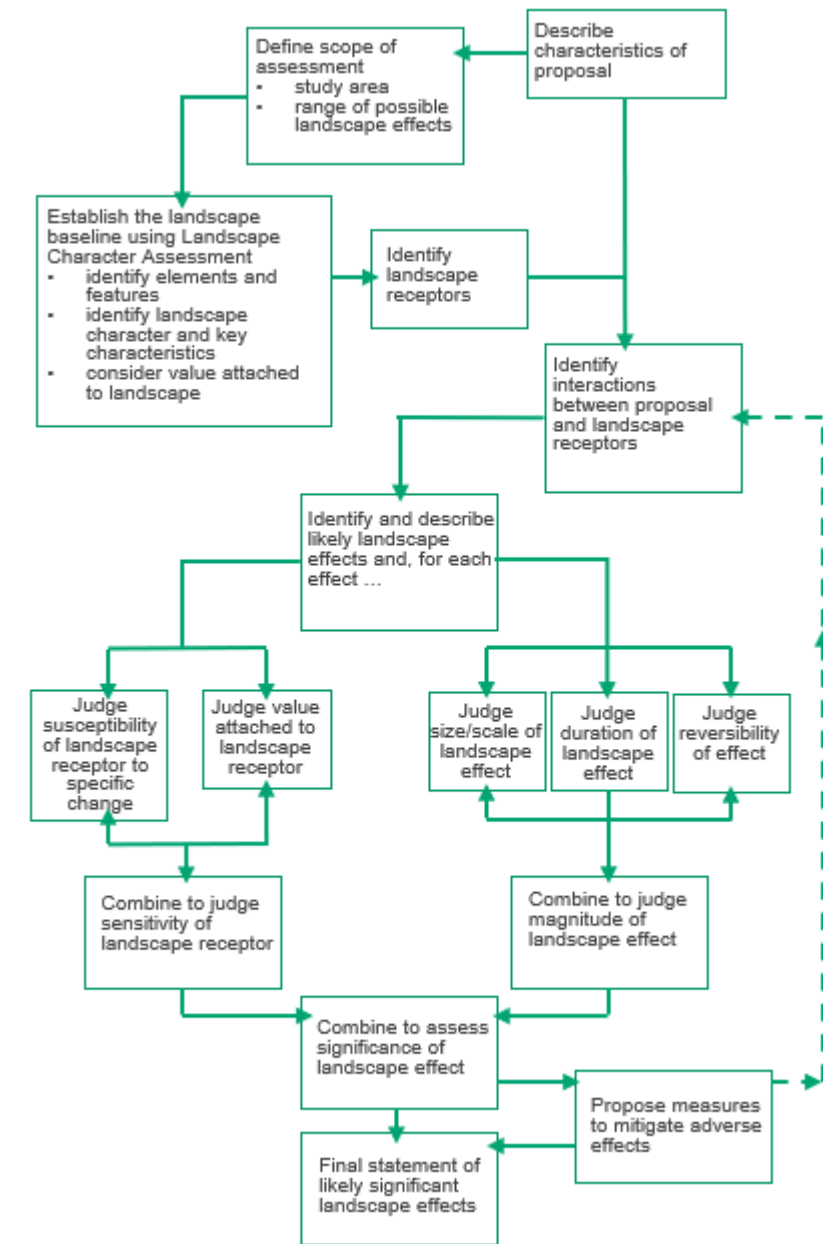 Describe
characteristics of
proposal
Define scope of
assessment
• study area
• range of possible
landscape effects
Establish the landscape
baseline using Landscape
Character Assessment
• identify elements and
features
• identify landscape
character and key
characteristics
• consider value attached
to landscape
Identify
landscape
receptors
Identify
interactions
between proposal
and landscape
receptors
Identify and describe
likely landscape
effects and, for each
effect ...
Judge
susceptibility
of landscape
receptor to
specific
change
Judge value
attached to
landscape
receptor
Judge
size/scale of
landscape
effect
Judge
duration of
landscape
effect
Judge
reversibility
of effect
Combine to judge
sensitivity of
landscape receptor
Combine to judge
magnitude of
landscape effect
Combine to assess
significance of
landscape effect
Propose measures
to mitigate adverse
effects
Final statement of
likely significant
landscape effects